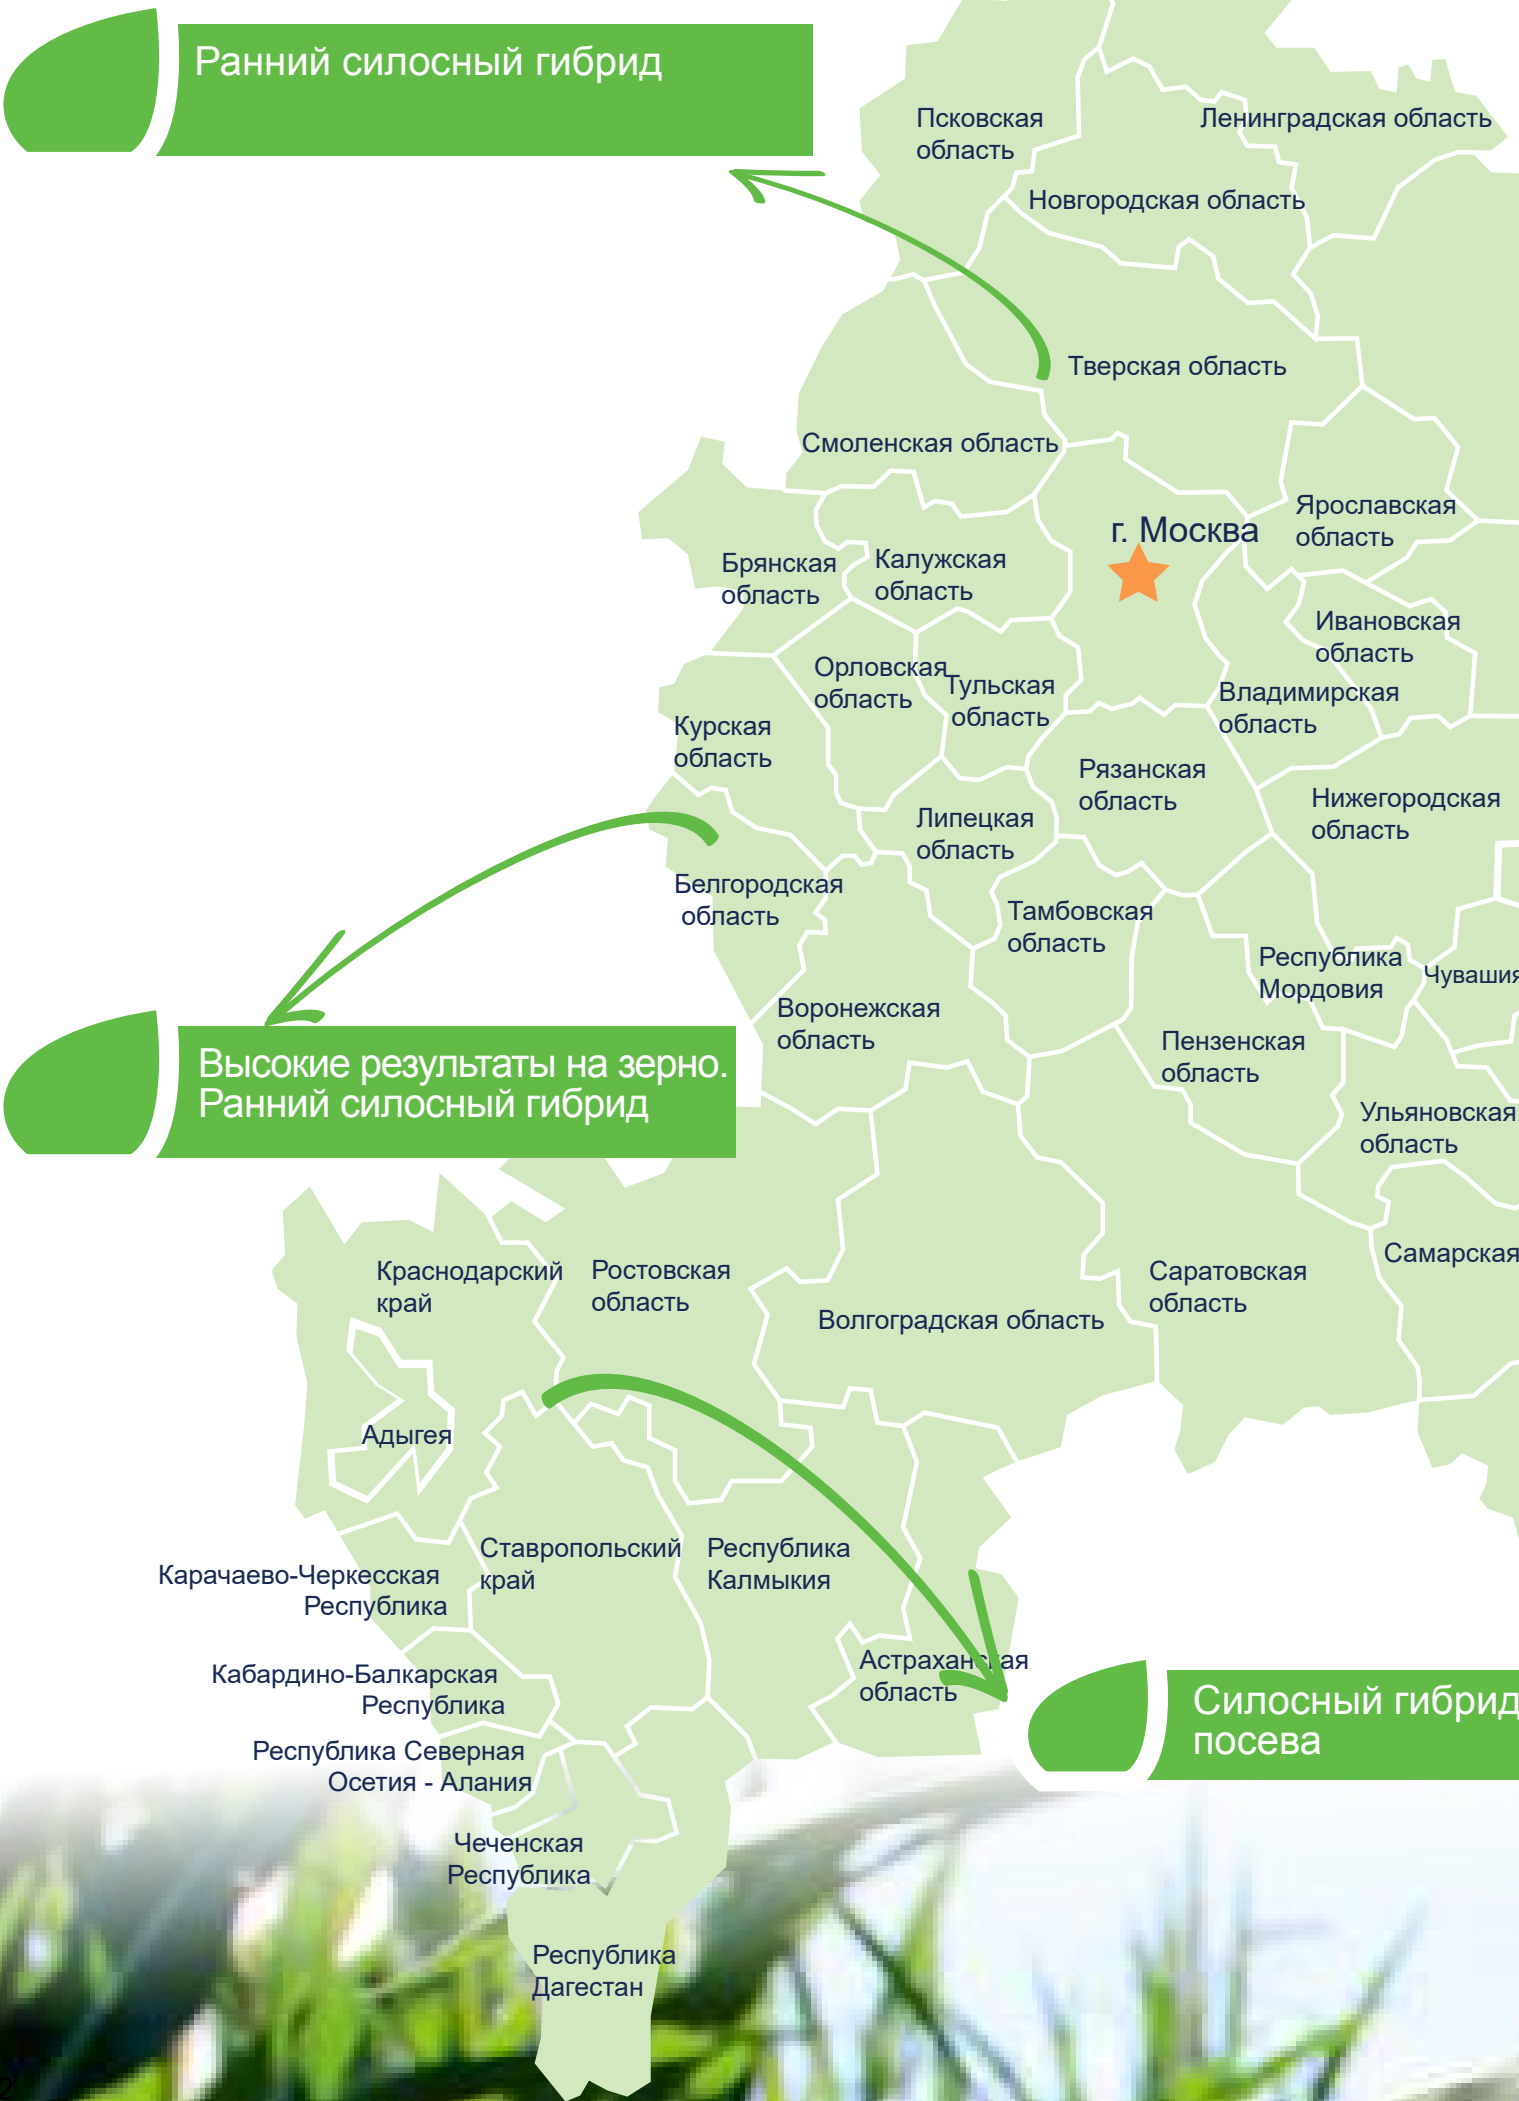 Ранний силосный гибрид
Псковская
область
Ленинградская область
Новгородская область
Тверская область
Смоленская область
г. Москва
Ярославская
область
Брянская
область
Калужская
область
Ивановская
область
Орловская
область
Тульская
область
Владимирская
область
Курская
область
Рязанская
область
Нижегородская
область
Липецкая
область
Белгородская
область
Тамбовская
область
Республика
Мордовия
Чувашия
Воронежская
область
Пензенская
область
Высокие результаты на зерно.
Ранний силосный гибрид
Ульяновская
область
Краснодарский
край
Ростовская
область
Волгоградская область
Саратовская
область
Самарская
Адыгея
Ставропольский
край
Республика
Калмыкия
Карачаево-Черкесская
Республика
Кабардино-Балкарская
Республика
Астраханская
область
Силосный гибрид
посева
Республика Северная
Осетия - Алания
Чеченская
Республика
Республика
Дагестан
2